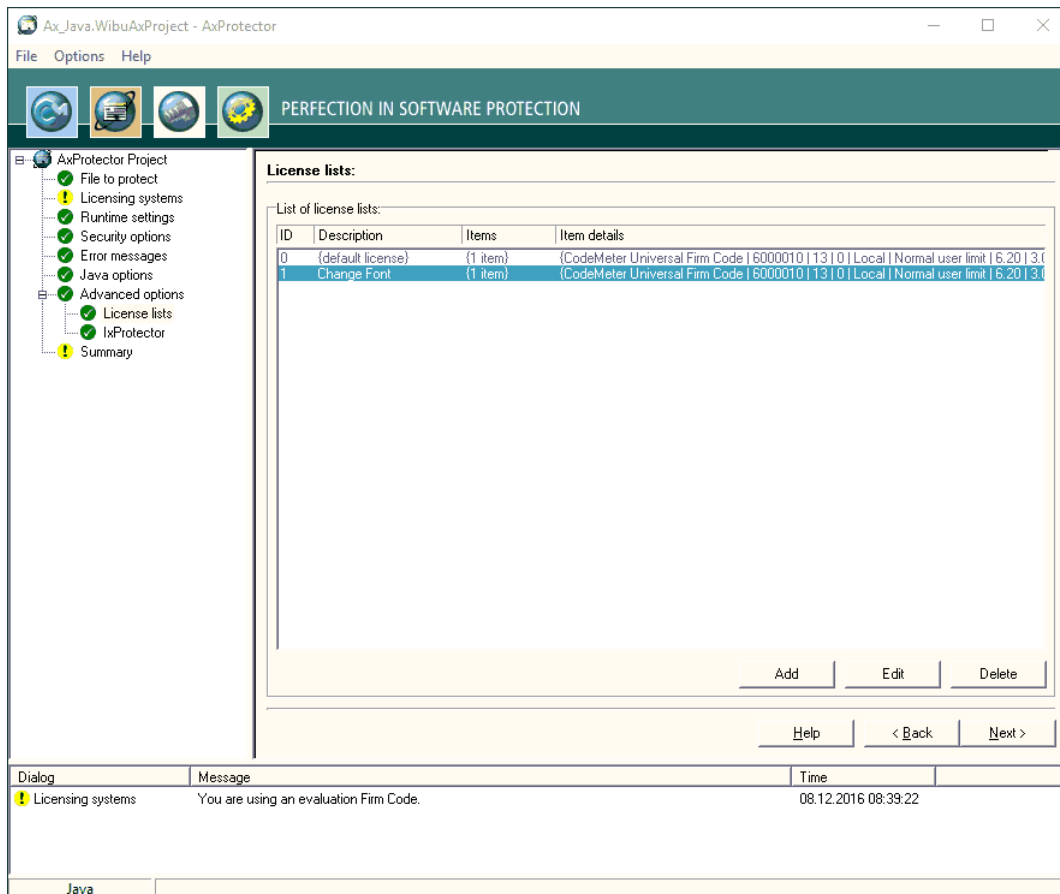 Ax_Java.WibuAxProject - AxProtector
File Options Help
PERFECTION IN SOFTWARE PROTECTION
AxProtector Project
File to protect
Licensing systems
Runtime settings
Security options
Error messages
Java options
Advanced options
License lists
IxProtector
Summary
License lists:
List of license lists:
ID Description Items Item details
0 {default license} {1 item} {CodeMeter Universal Firm Code | 6000010 | 13 | 0 | Local | Normal user limit | 6.20 | 3.0
1 Change Font {1 item} {CodeMeter Universal Firm Code | 6000010 | 13 | 0 | Local | Normal user limit | 6.20 | 3.0
Add Edit Delete
Help < Back Next >
Dialog Message Time
Licensing systems You are using an evaluation Firm Code. 08.12.2016 08:39:22
Java